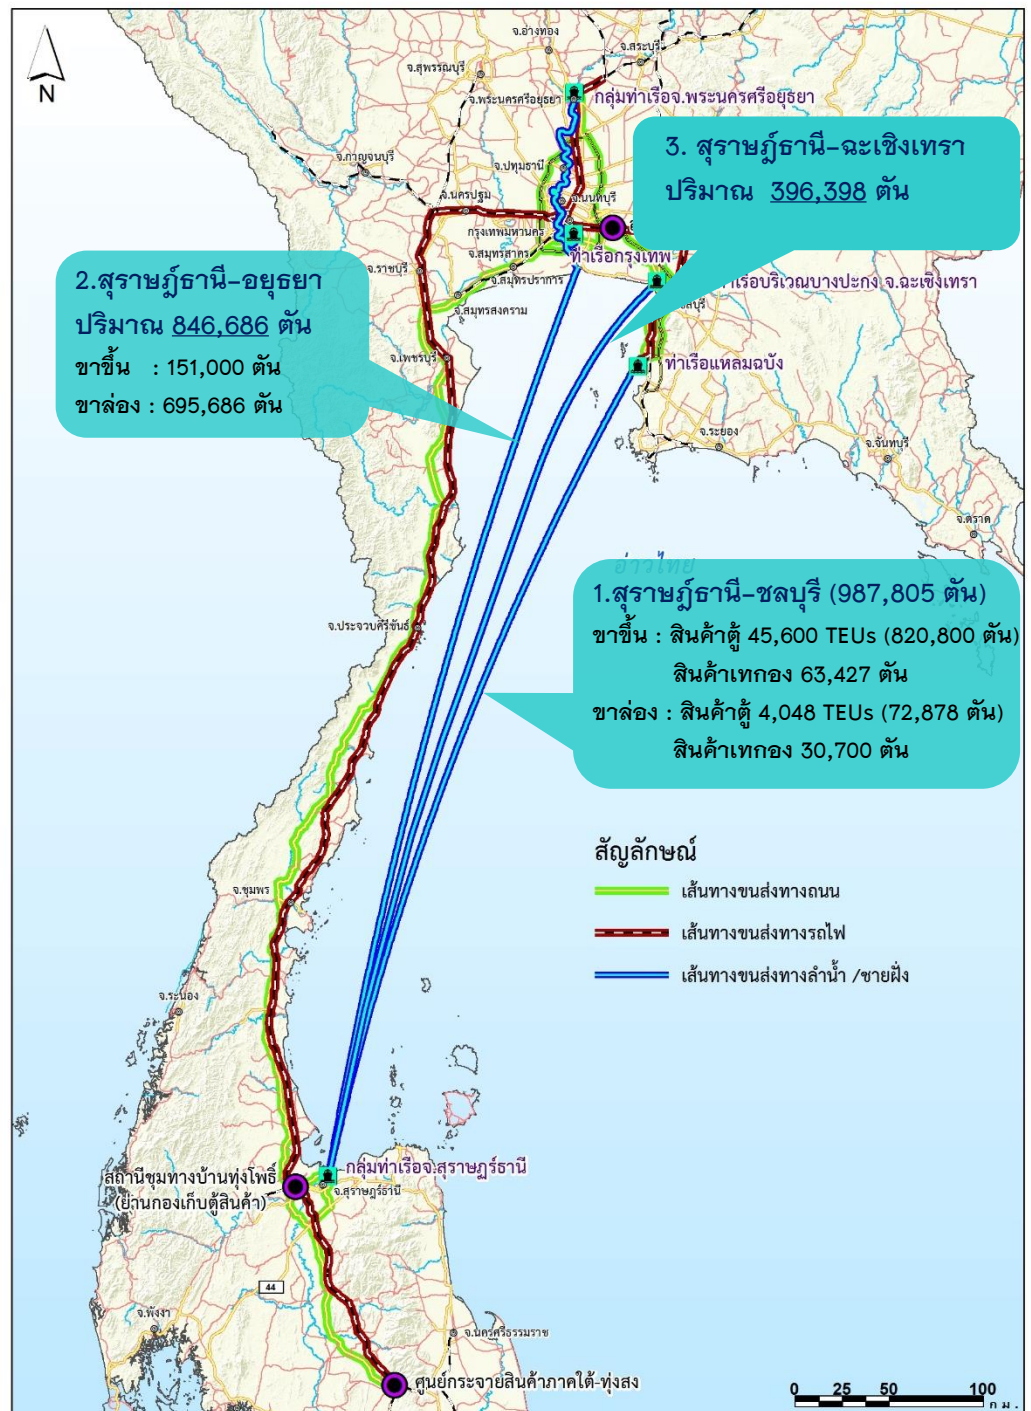 N
จ.อ่างทอง
จ.สระบุรี
จ.สุพรรณบุรี
จ.พระนครศรีอยุธยา
กลุ่มท่าเรือจ.พระนครศรีอยุธยา
3. สุราษฎ์ธานี-ฉะเชิงเทรา
ปริมาณ 396,398 ตัน
จ.กาญจนบุรี
จ.ปทุมธานี
จ.นครปฐม
จ.นนทบุรี
กรุงเทพมหานคร
ท่าเรือกรุงเทพ
จ.สมุทรสาคร
จ.สมุทรปราการ
จ.ราชบุรี
จ.สมุทรสงคราม
ท่าเรือบริเวณบางปะกง จ.ฉะเชิงเทรา
2.สุราษฎ์ธานี-อยุธยา
ปริมาณ 846,686 ตัน
ขาขึ้น : 151,000 ตัน
ขาล่อง : 695,686 ตัน
จ.เพชรบุรี
ท่าเรือแหลมฉบัง
จ.ระยอง
จ.จันทบุรี
จ.ตราด
อ่าวไทย
1.สุราษฎ์ธานี-ชลบุรี (987,805 ตัน)
ขาขึ้น : สินค้าตู้ 45,600 TEUs (820,800 ตัน)
สินค้าเทกอง 63,427 ตัน
ขาล่อง : สินค้าตู้ 4,048 TEUs (72,878 ตัน)
สินค้าเทกอง 30,700 ตัน
จ.ประจวบคีรีขันธ์
สัญลักษณ์
เส้นทางขนส่งทางถนน
เส้นทางขนส่งทางรถไฟ
เส้นทางขนส่งทางลำน้ำ /ชายฝั่ง
จ.ชุมพร
จ.ระนอง
กลุ่มท่าเรือจ.สุราษฎร์ธานี
สถานีชุมทางบ้านทุ่งโพธิ์
(ย่านกองเก็บตู้สินค้า)
จ.สุราษฎร์ธานี
44
จ.พังงา
จ.นครศรีธรรมราช
ศูนย์กระจายสินค้าภาคใต้-ทุ่งสง
0 25 50 100
กม.